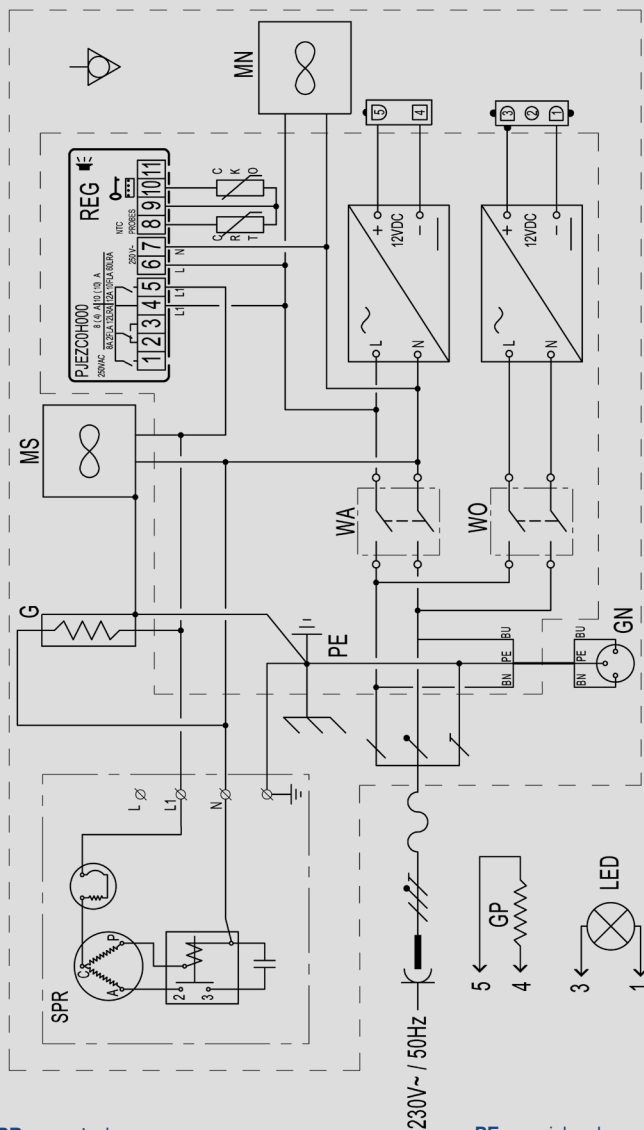 MN
REG
PJEZC0H000
NTC
PROBES
250 V~
250VAC
8 (4) A
10 (10) A
8A 2FLA 12LRA
12A 10FLA 60LRA
1 2 3 4 5 6 7 8 9 10 11
L1
L1
L
N
C R T
C K O
5
4
3
2
1
+
12VDC
−
~
L
N
+
12VDC
−
~
L
N
MS
WA
WO
G
PE
BN PE BU
BN PE BU
GN
L
L1
N
SPR
C
A
P
2
3
230V~ / 50Hz
5
4
GP
3
1
LED